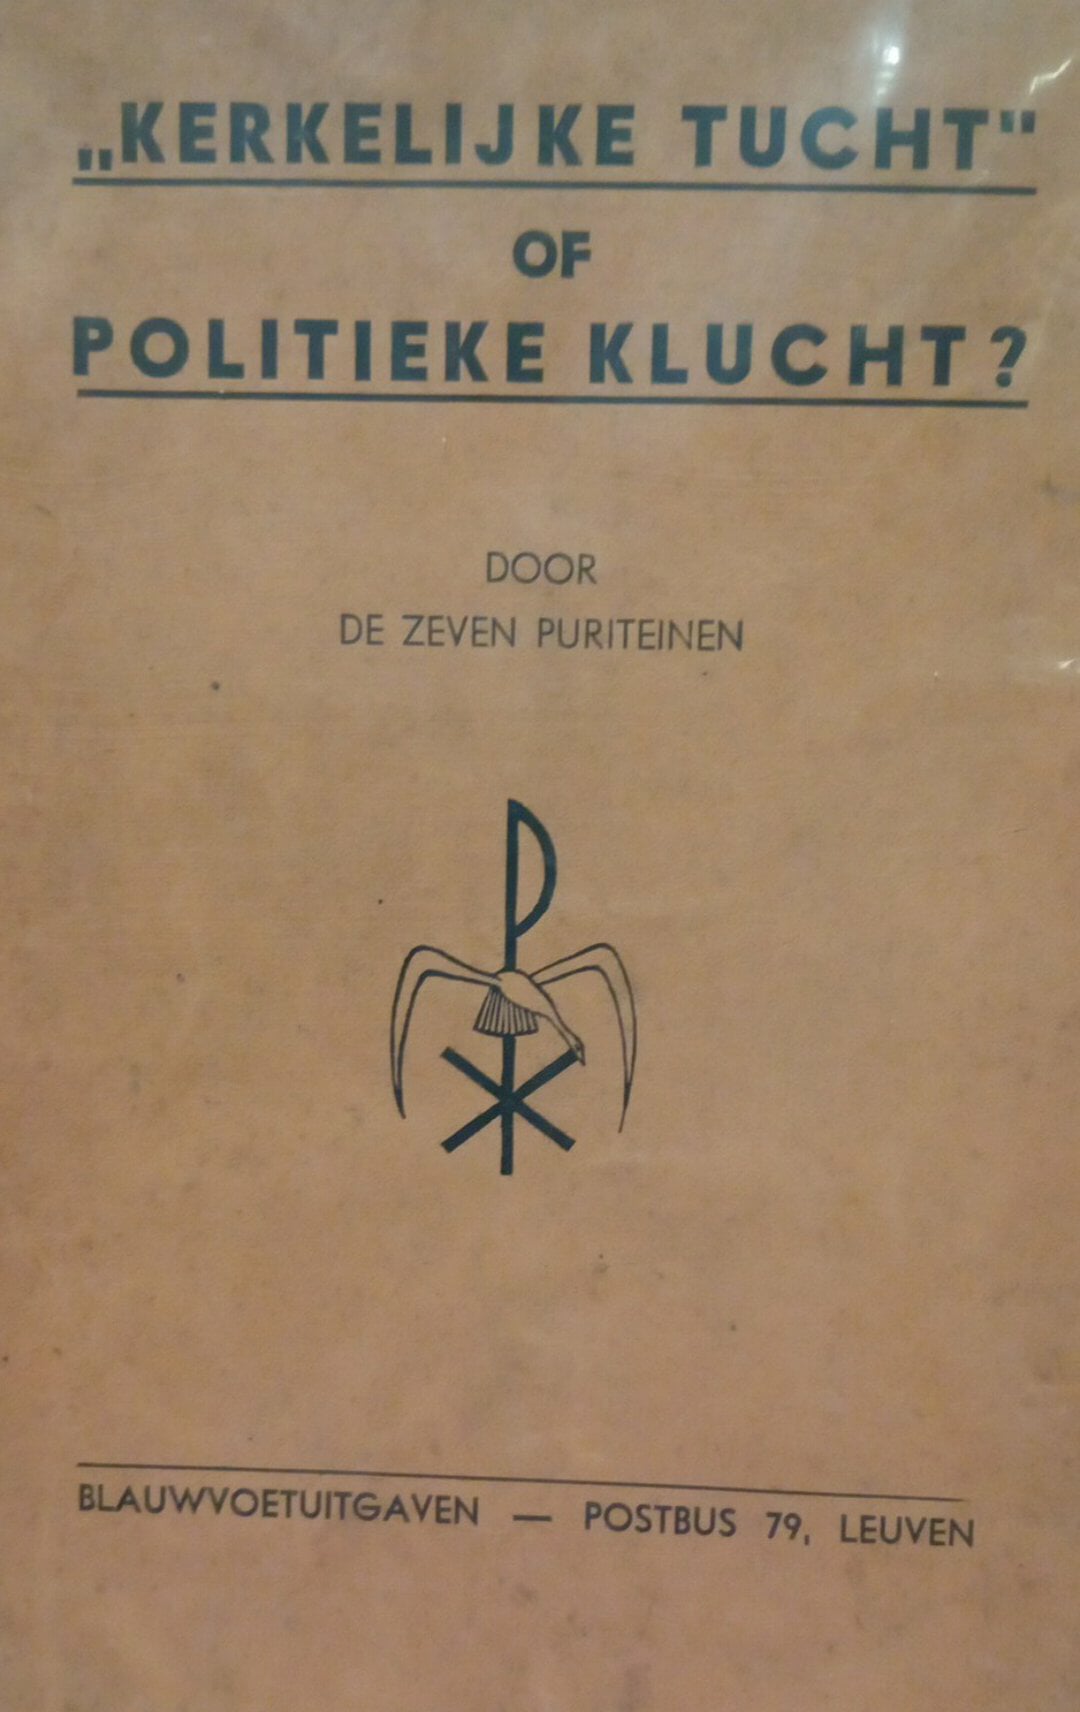 „KERKELIJKE TUCHT"
OF
POLITIEKE KLUCHT?
DOOR
DE ZEVEN PURITEINEN
BLAUWVOETUITGAVEN — POSTBUS 79, LEUVEN